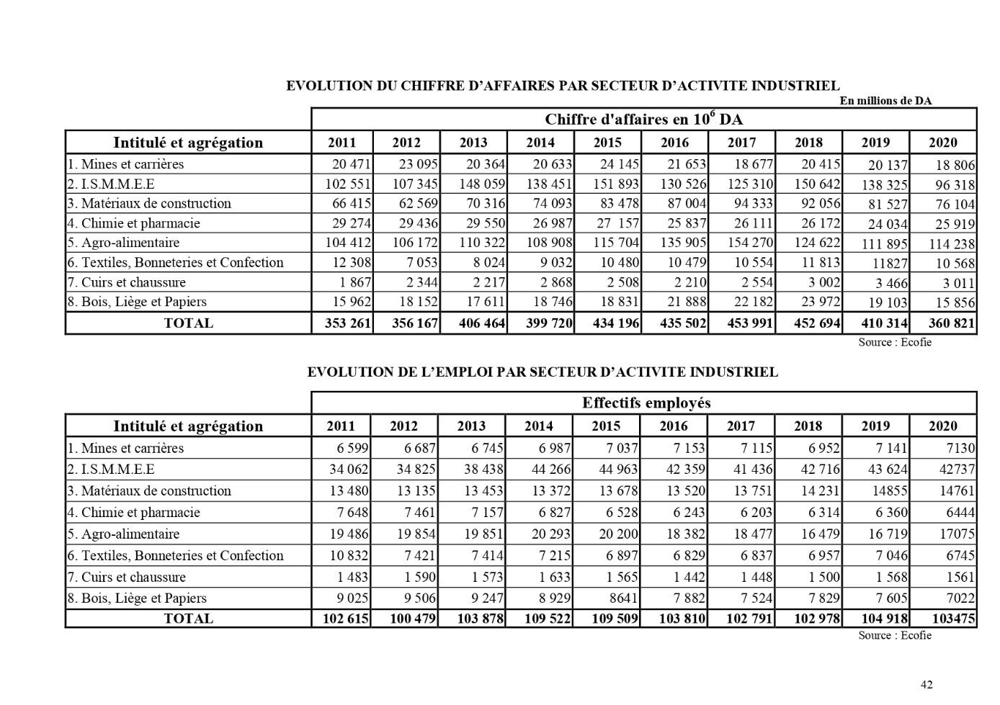 EVOLUTION DU CHIFFRE D’AFFAIRES PAR SECTEUR D’ACTIVITE INDUSTRIEL
En millions de DA
Chiffre d'affaires en 10⁶ DA
Intitulé et agrégation 2011 2012 2013 2014 2015 2016 2017 2018 2019 2020
1. Mines et carrières 20 471 23 095 20 364 20 633 24 145 21 653 18 677 20 415 20 137 18 806
2. I.S.M.M.E.E 102 551 107 345 148 059 138 451 151 893 130 526 125 310 150 642 138 325 96 318
3. Matériaux de construction 66 415 62 569 70 316 74 093 83 478 87 004 94 333 92 056 81 527 76 104
4. Chimie et pharmacie 29 274 29 436 29 550 26 987 27 157 25 837 26 111 26 172 24 034 25 919
5. Agro-alimentaire 104 412 106 172 110 322 108 908 115 704 135 905 154 270 124 622 111 895 114 238
6. Textiles, Bonneteries et Confection 12 308 7 053 8 024 9 032 10 480 10 479 10 554 11 813 11827 10 568
7. Cuirs et chaussure 1 867 2 344 2 217 2 868 2 508 2 210 2 554 3 002 3 466 3 011
8. Bois, Liège et Papiers 15 962 18 152 17 611 18 746 18 831 21 888 22 182 23 972 19 103 15 856
TOTAL 353 261 356 167 406 464 399 720 434 196 435 502 453 991 452 694 410 314 360 821
Source : Ecofie
EVOLUTION DE L’EMPLOI PAR SECTEUR D’ACTIVITE INDUSTRIEL
Effectifs employés
Intitulé et agrégation 2011 2012 2013 2014 2015 2016 2017 2018 2019 2020
1. Mines et carrières 6 599 6 687 6 745 6 987 7 037 7 153 7 115 6 952 7 141 7130
2. I.S.M.M.E.E 34 062 34 825 38 438 44 266 44 963 42 359 41 436 42 716 43 624 42737
3. Matériaux de construction 13 480 13 135 13 453 13 372 13 678 13 520 13 751 14 231 14855 14761
4. Chimie et pharmacie 7 648 7 461 7 157 6 827 6 528 6 243 6 203 6 314 6 360 6444
5. Agro-alimentaire 19 486 19 854 19 851 20 293 20 200 18 382 18 477 16 479 16 719 17075
6. Textiles, Bonneteries et Confection 10 832 7 421 7 414 7 215 6 897 6 829 6 837 6 957 7 046 6745
7. Cuirs et chaussure 1 483 1 590 1 573 1 633 1 565 1 442 1 448 1 500 1 568 1561
8. Bois, Liège et Papiers 9 025 9 506 9 247 8 929 8641 7 882 7 524 7 829 7 605 7022
TOTAL 102 615 100 479 103 878 109 522 109 509 103 810 102 791 102 978 104 918 103475
Source : Ecofie
42